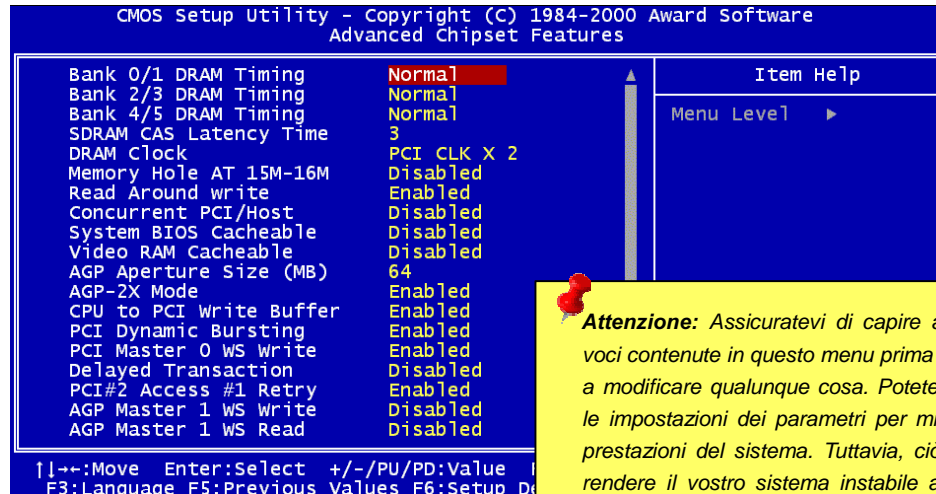 CMOS Setup Utility - Copyright (C) 1984-2000 Award Software
Advanced Chipset Features
Bank 0/1 DRAM Timing Normal
Bank 2/3 DRAM Timing Normal
Bank 4/5 DRAM Timing Normal
SDRAM CAS Latency Time 3
DRAM Clock PCI CLK X 2
Memory Hole AT 15M-16M Disabled
Read Around write Enabled
Concurrent PCI/Host Disabled
System BIOS Cacheable Disabled
Video RAM Cacheable Disabled
AGP Aperture Size (MB) 64
AGP-2X Mode Enabled
CPU to PCI Write Buffer Enabled
PCI Dynamic Bursting Enabled
PCI Master 0 WS Write Enabled
Delayed Transaction Disabled
PCI#2 Access #1 Retry Enabled
AGP Master 1 WS Write Disabled
AGP Master 1 WS Read Disabled
Item Help
Menu Level ▶
Attenzione: Assicuratevi di capire
voci contenute in questo menu prima
a modificare qualunque cosa. Potete
le impostazioni dei parametri per
prestazioni del sistema. Tuttavia, ciò
rendere il vostro sistema instabile
↑↓→←:Move Enter:Select +/-/PU/PD:Value
F3:Language F5:Previous Values F6:Setup